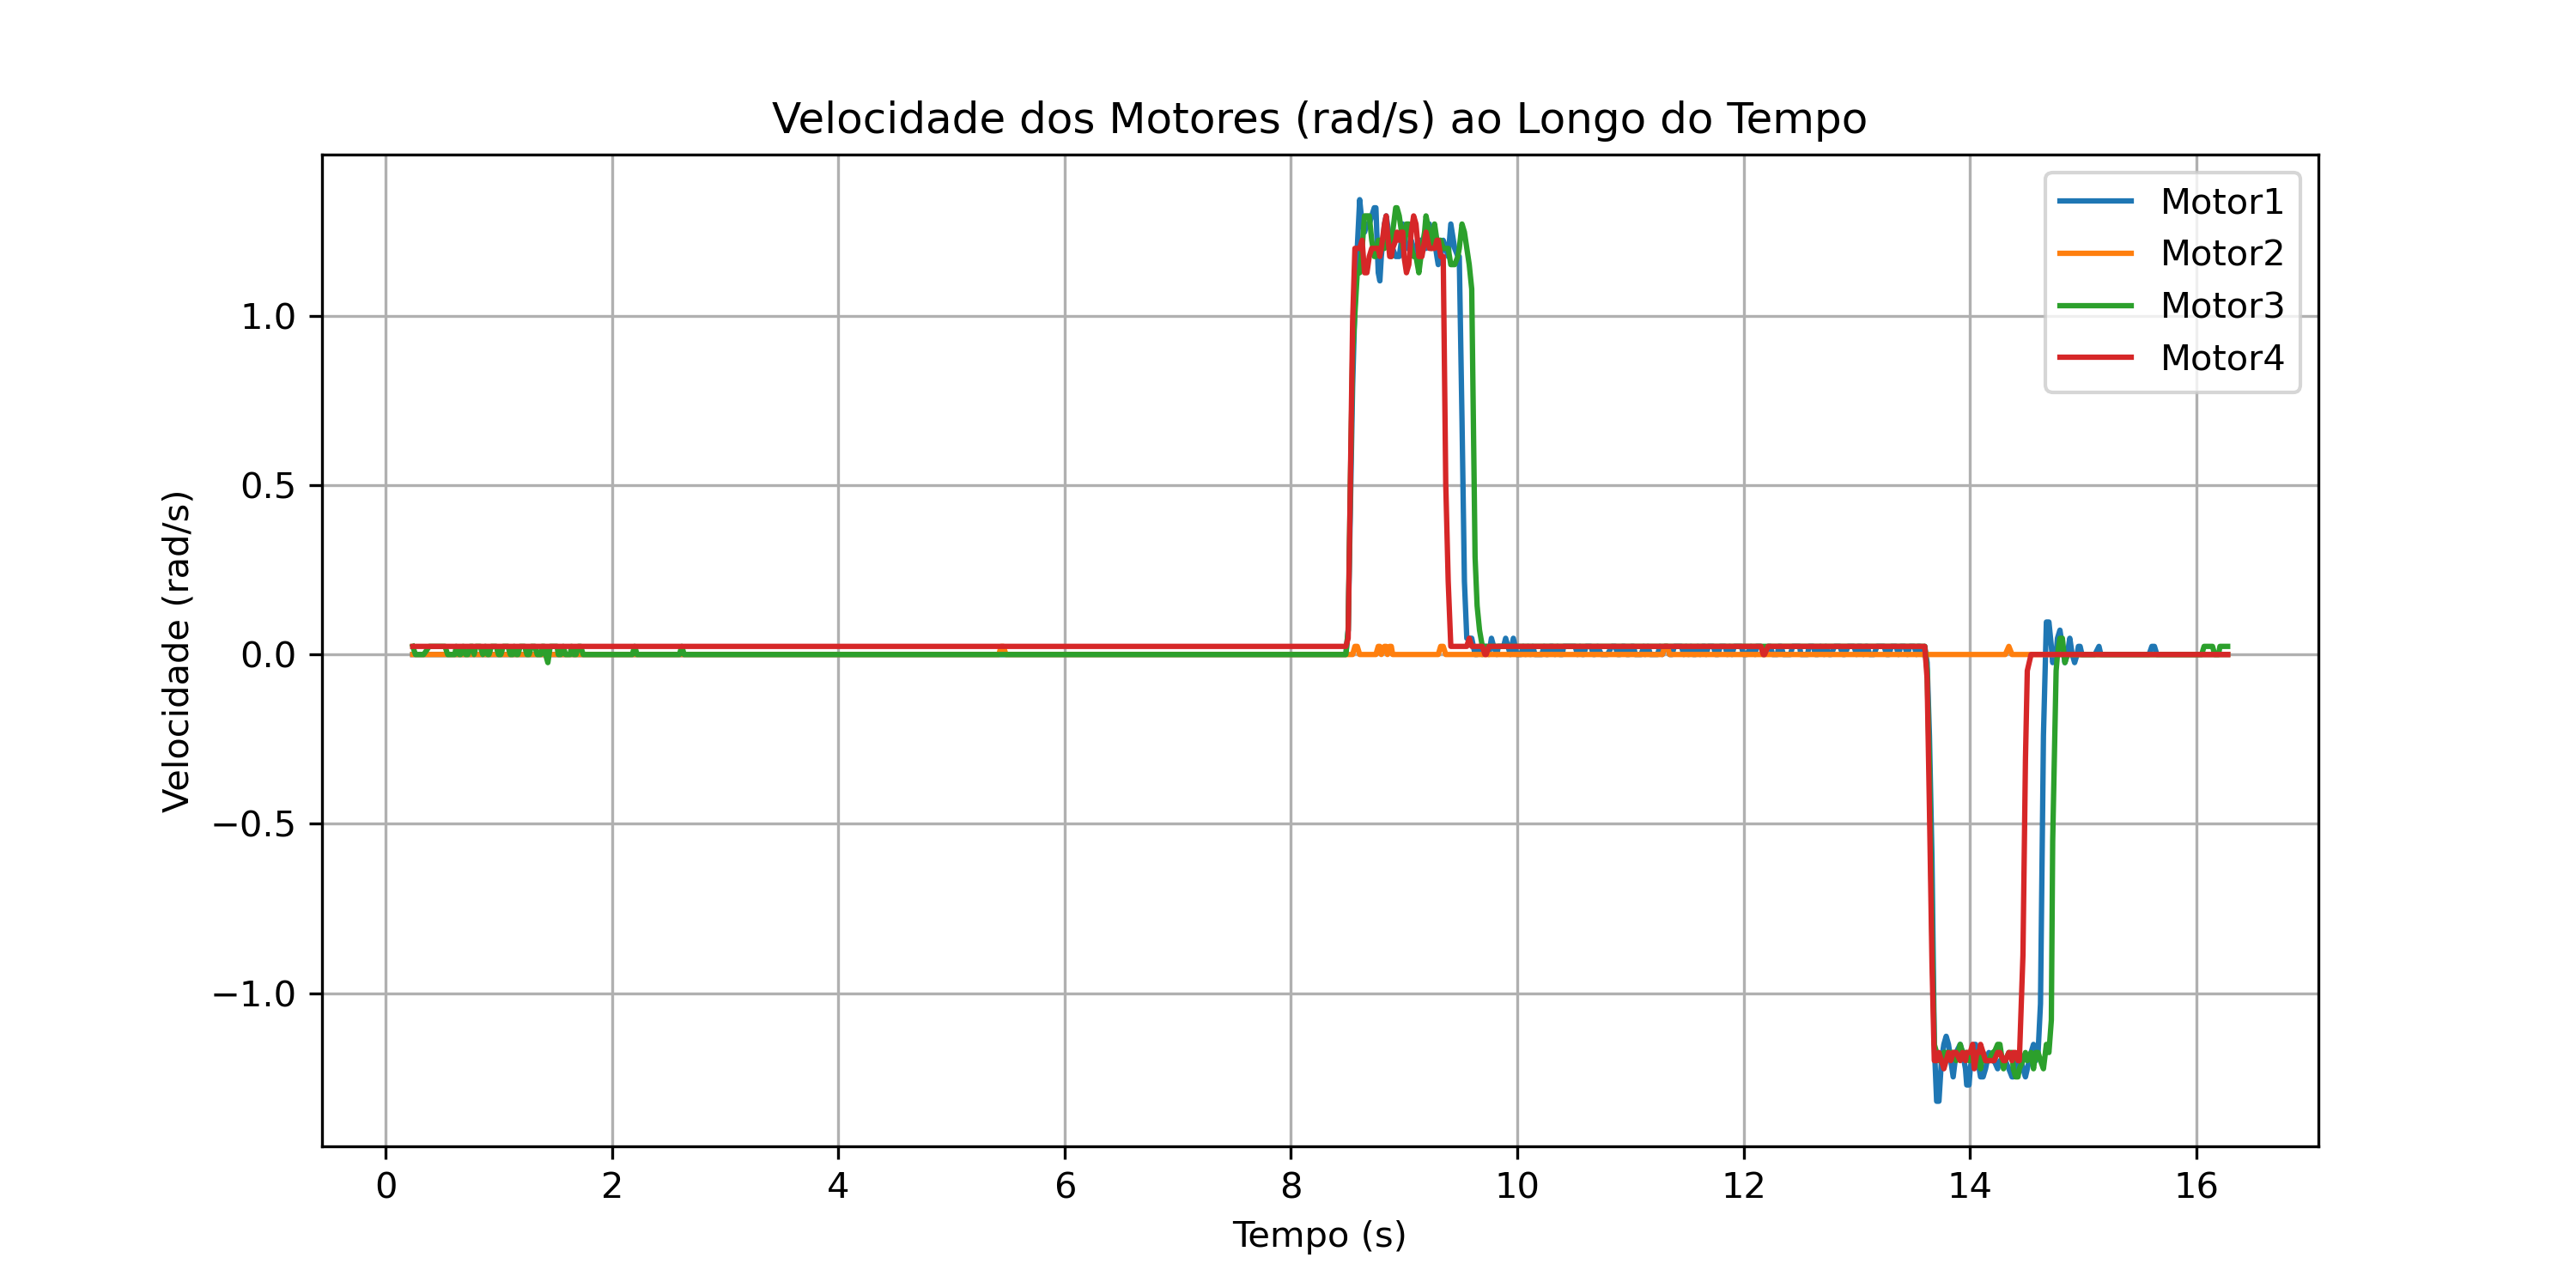 Velocidade dos Motores (rad/s) ao Longo do Tempo
Motor1
Motor2
Motor3
Motor4
Velocidade (rad/s)
1.0
0.5
0.0
−0.5
−1.0
0 2 4 6 8 10 12 14 16
Tempo (s)